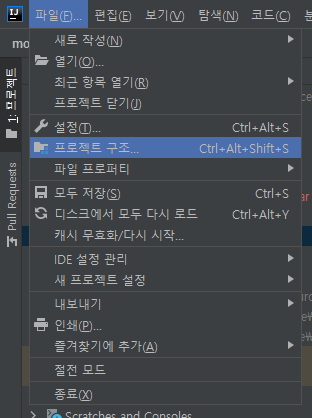 IJ 파일(F)... 편집(E) 보기(V) 탐색(N) 코드(C)
새로 작성(N)
열기(O)...
최근 항목 열기(R)
프로젝트 닫기(J)
설정(T)... Ctrl+Alt+S
프로젝트 구조... Ctrl+Alt+Shift+S
파일 프로퍼티
모두 저장(S) Ctrl+S
디스크에서 모두 다시 로드 Ctrl+Alt+Y
캐시 무효화/다시 시작...
IDE 설정 관리
새 프로젝트 설정
내보내기
인쇄(P)...
즐겨찾기에 추가(A)
절전 모드
종료(X)
Scratches and Consoles
mo
1: 프로젝트
Pull Requests